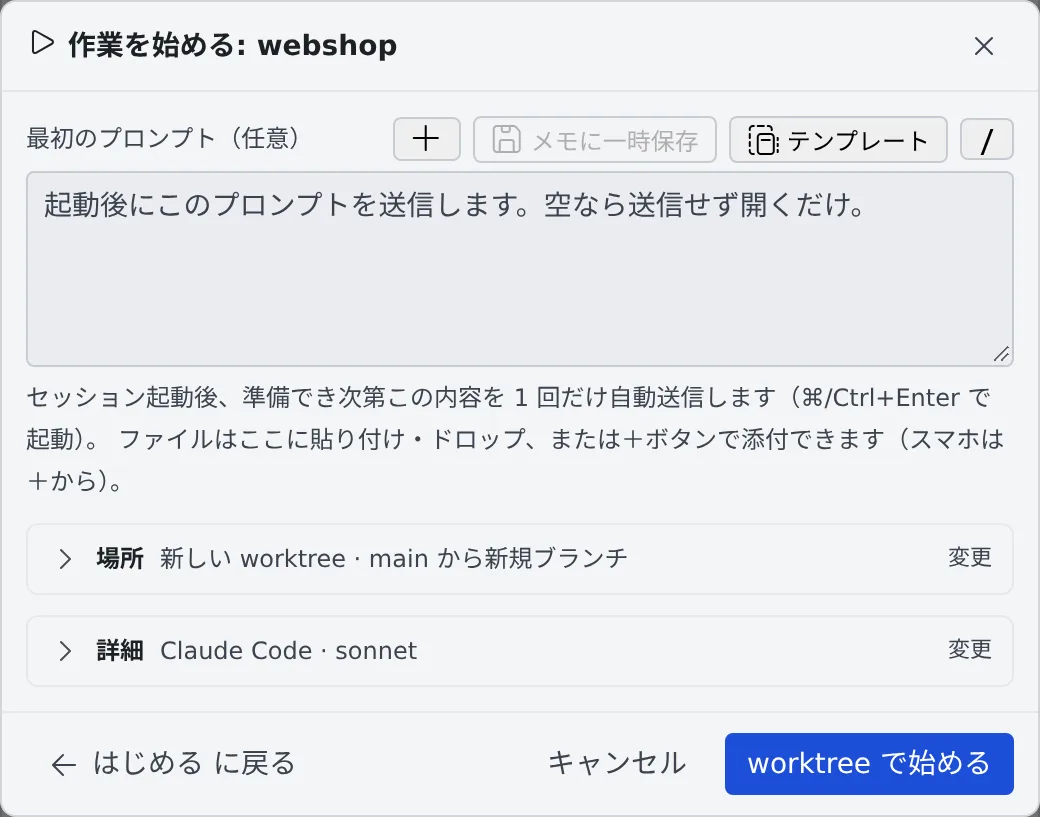 作業を始める: webshop
最初のプロンプト（任意）
メモに一時保存
テンプレート
/
起動後にこのプロンプトを送信します。空なら送信せず開くだけ。
セッション起動後、準備でき次第この内容を 1 回だけ自動送信します（⌘/Ctrl+Enter で
起動）。 ファイルはここに貼り付け・ドロップ、または＋ボタンで添付できます（スマホは
＋から）。
場所 新しい worktree · main から新規ブランチ 変更
詳細 Claude Code · sonnet 変更
← はじめる に戻る
キャンセル
worktree で始める